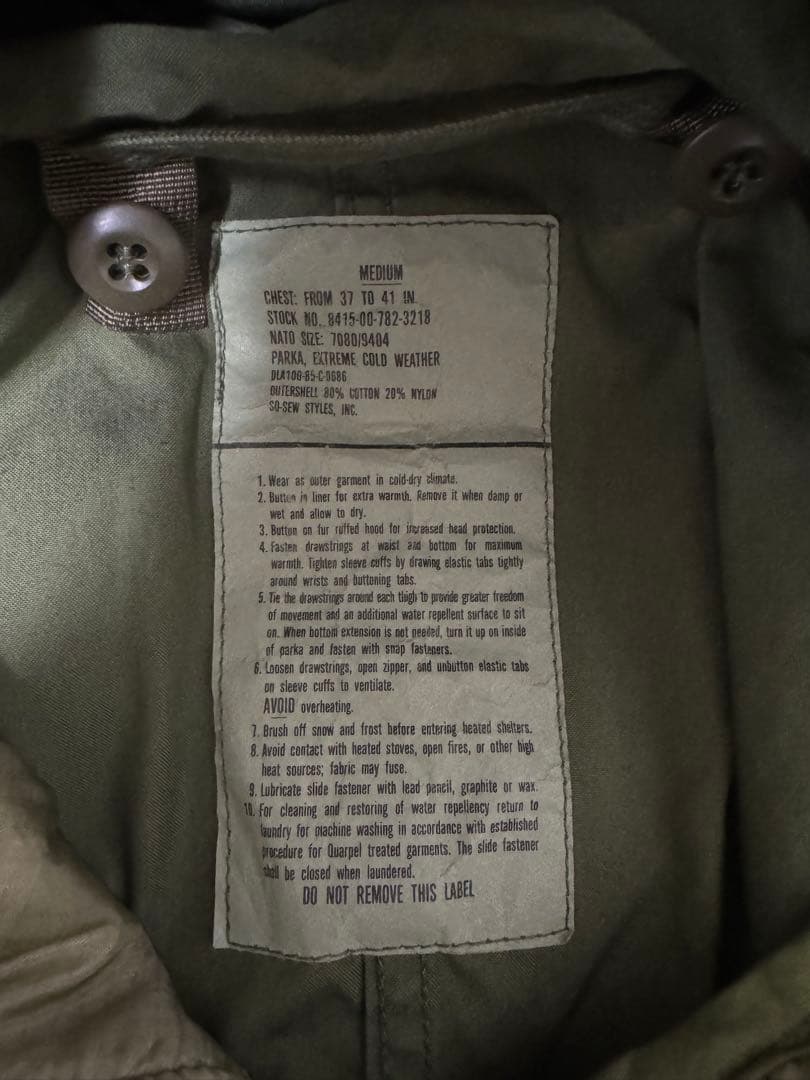 MEDIUM
CHEST: FROM 37 TO 41 IN.
STOCK NO. 8415-00-782-3218
NATO SIZE: 7080/9404
PARKA, EXTREME COLD WEATHER
DLA100-85-C-0686
OUTERSHELL 80% COTTON 20% NYLON
SO-SEW STYLES, INC.
1. Wear as outer garment in cold-dry climate.
2. Button in liner for extra warmth. Remove it when damp or
wet and allow to dry.
3. Button on fur ruffed hood for increased head protection.
4. Fasten drawstrings at waist and bottom for maximum
warmth. Tighten sleeve cuffs by drawing elastic tabs tightly
around wrists and buttoning tabs.
5. Tie the drawstrings around each thigh to provide greater freedom
of movement and an additional water repellent surface to sit
on. When bottom extension is not needed, turn it up on inside
of parka and fasten with snap fasteners.
6. Loosen drawstrings, open zipper, and unbutton elastic tabs
on sleeve cuffs to ventilate.
AVOID overheating.
7. Brush off snow and frost before entering heated shelters.
8. Avoid contact with heated stoves, open fires, or other high
heat sources; fabric may fuse.
9. Lubricate slide fastener with lead pencil, graphite or wax.
10. For cleaning and restoring of water repellency return to
laundry for machine washing in accordance with established
procedure for Quarpel treated garments. The slide fastener
shall be closed when laundered.
DO NOT REMOVE THIS LABEL